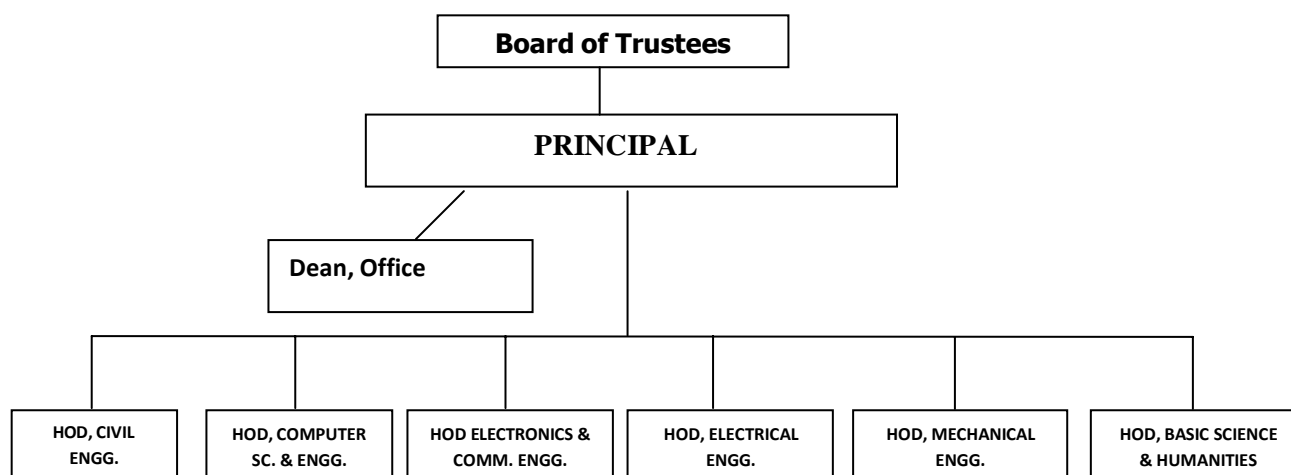 Board of Trustees
PRINCIPAL
Dean, Office
HOD, CIVIL
ENGG.
HOD, COMPUTER
SC. & ENGG.
HOD ELECTRONICS &
COMM. ENGG.
HOD, ELECTRICAL
ENGG.
HOD, MECHANICAL
ENGG.
HOD, BASIC SCIENCE
& HUMANITIES